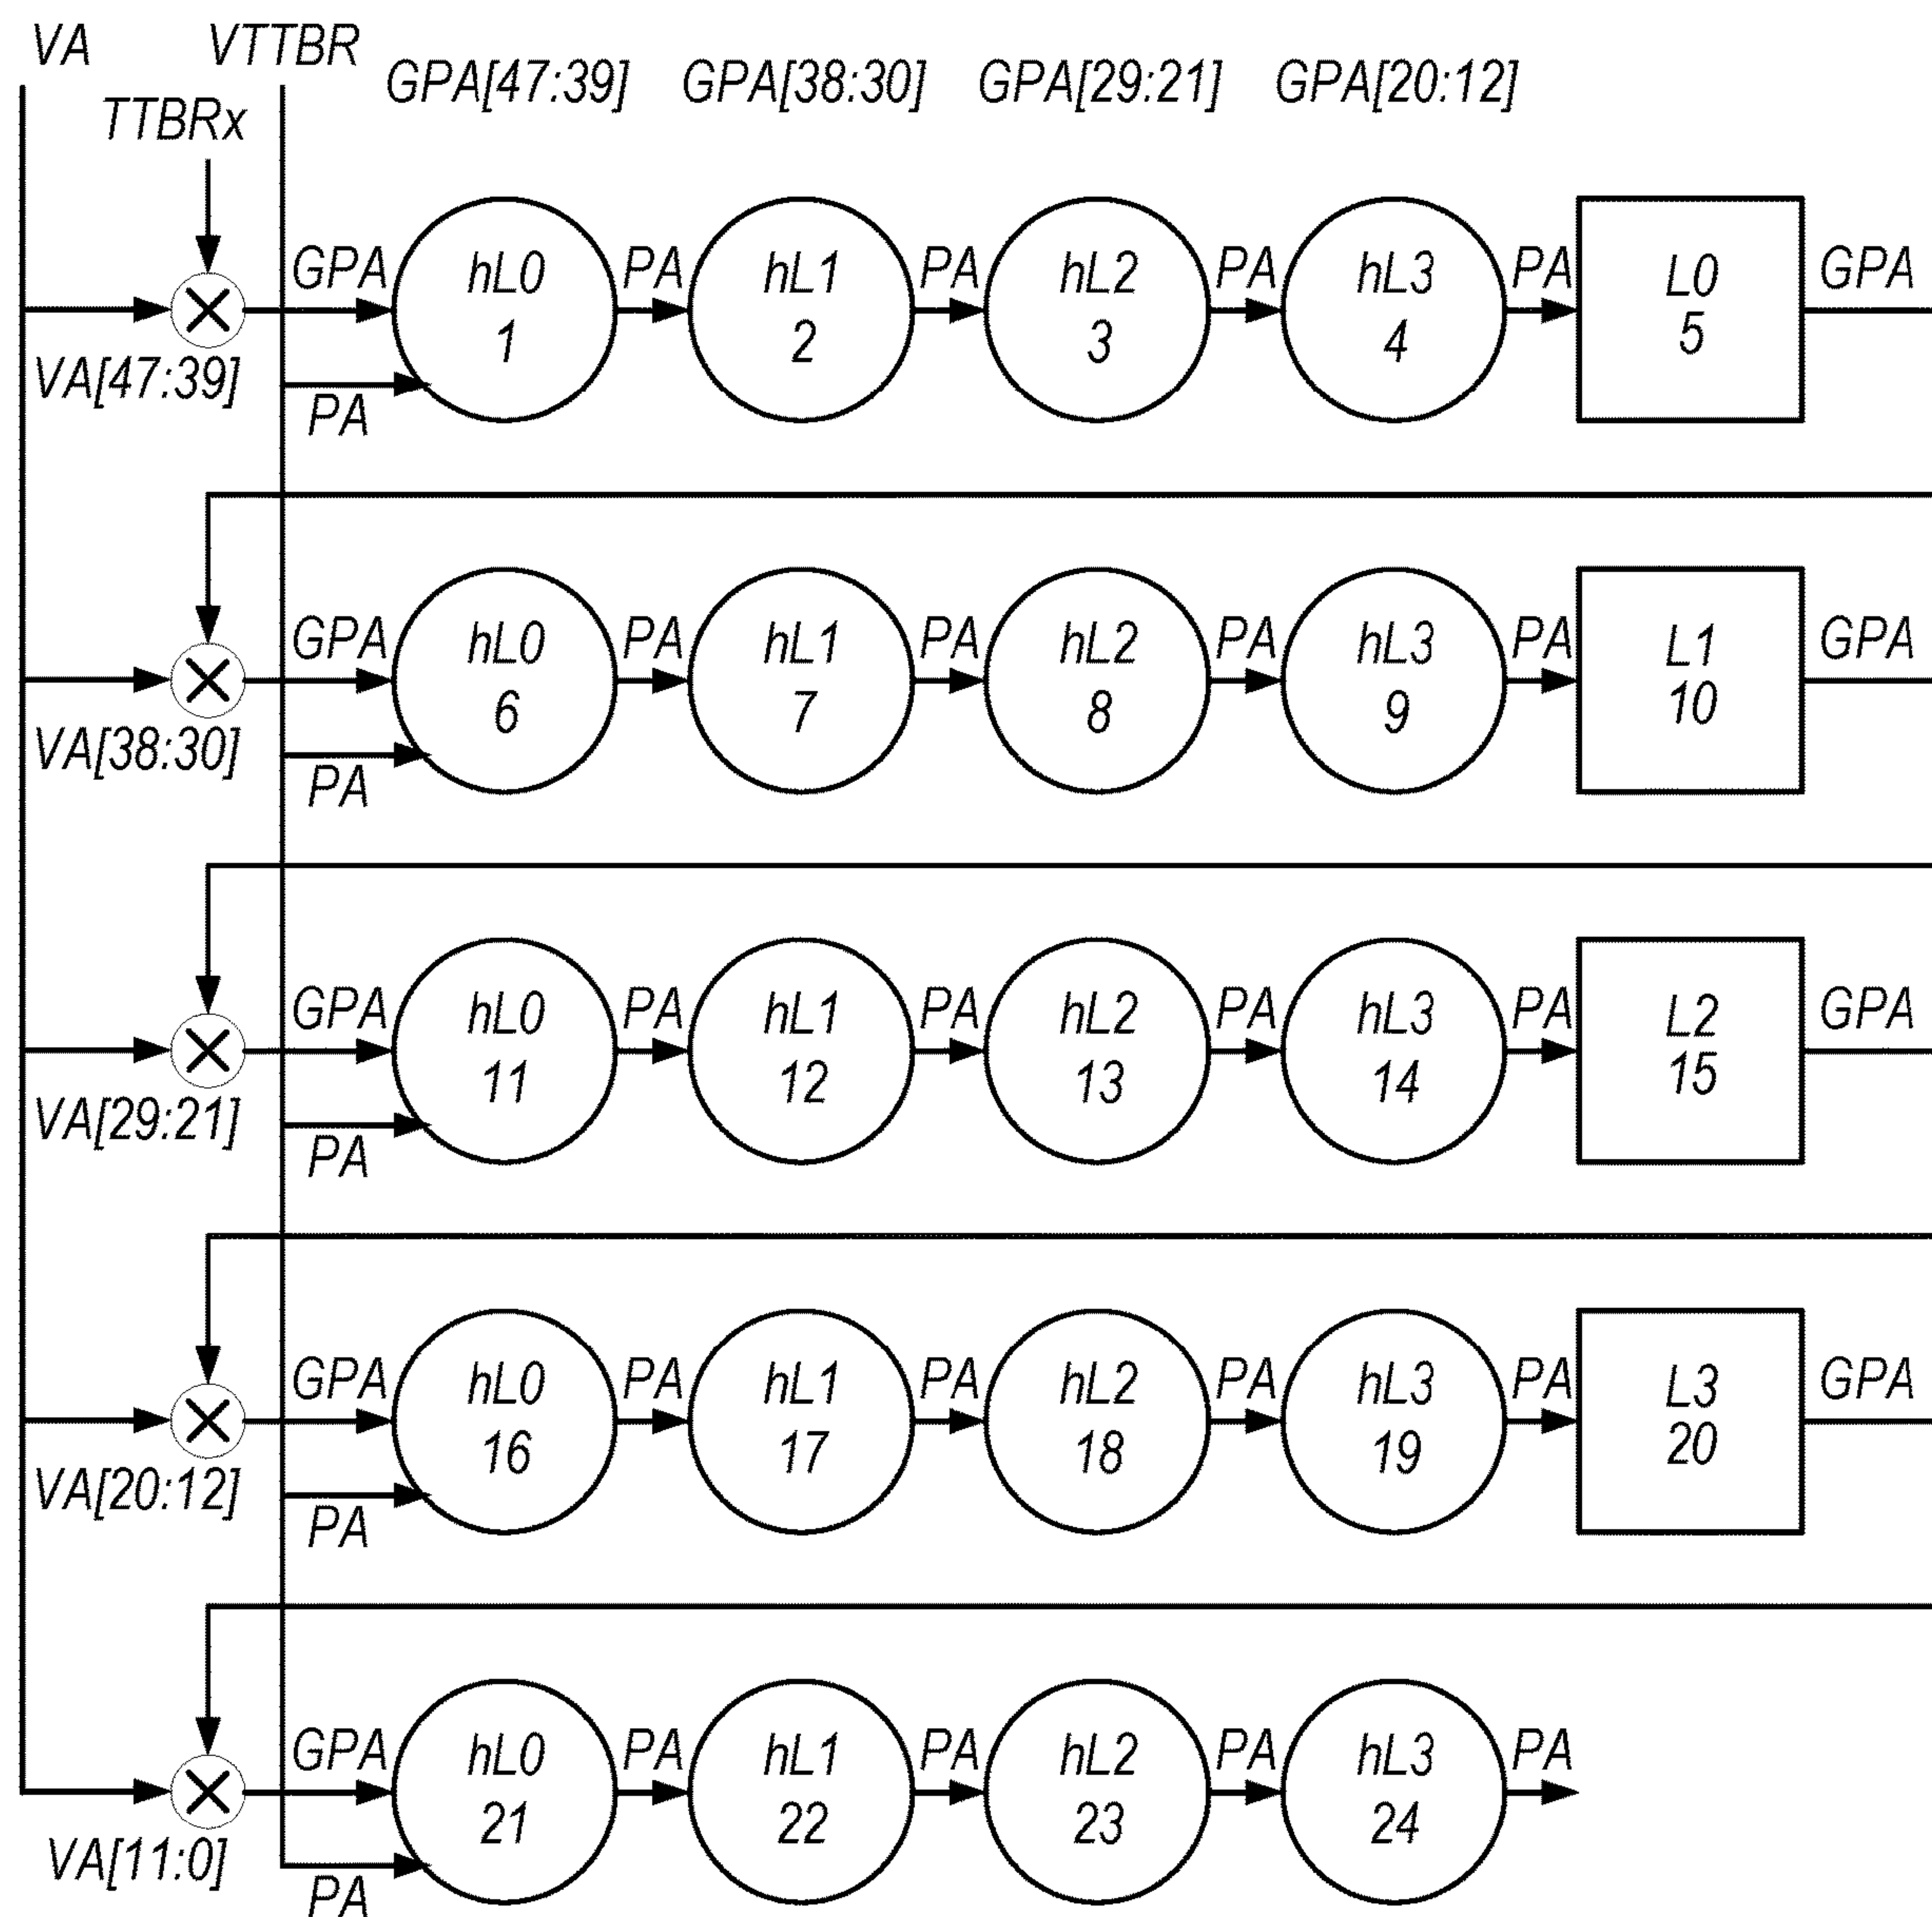 VA VTTBR
GPA[47:39] GPA[38:30] GPA[29:21] GPA[20:12]
TTBRx
GPA hL0 PA hL1 PA hL2 PA hL3 PA L0 GPA
1 2 3 4 5
VA[47:39] PA
GPA hL0 PA hL1 PA hL2 PA hL3 PA L1 GPA
6 7 8 9 10
VA[38:30] PA
GPA hL0 PA hL1 PA hL2 PA hL3 PA L2 GPA
11 12 13 14 15
VA[29:21] PA
GPA hL0 PA hL1 PA hL2 PA hL3 PA L3 GPA
16 17 18 19 20
VA[20:12] PA
GPA hL0 PA hL1 PA hL2 PA hL3 PA
21 22 23 24
VA[11:0] PA